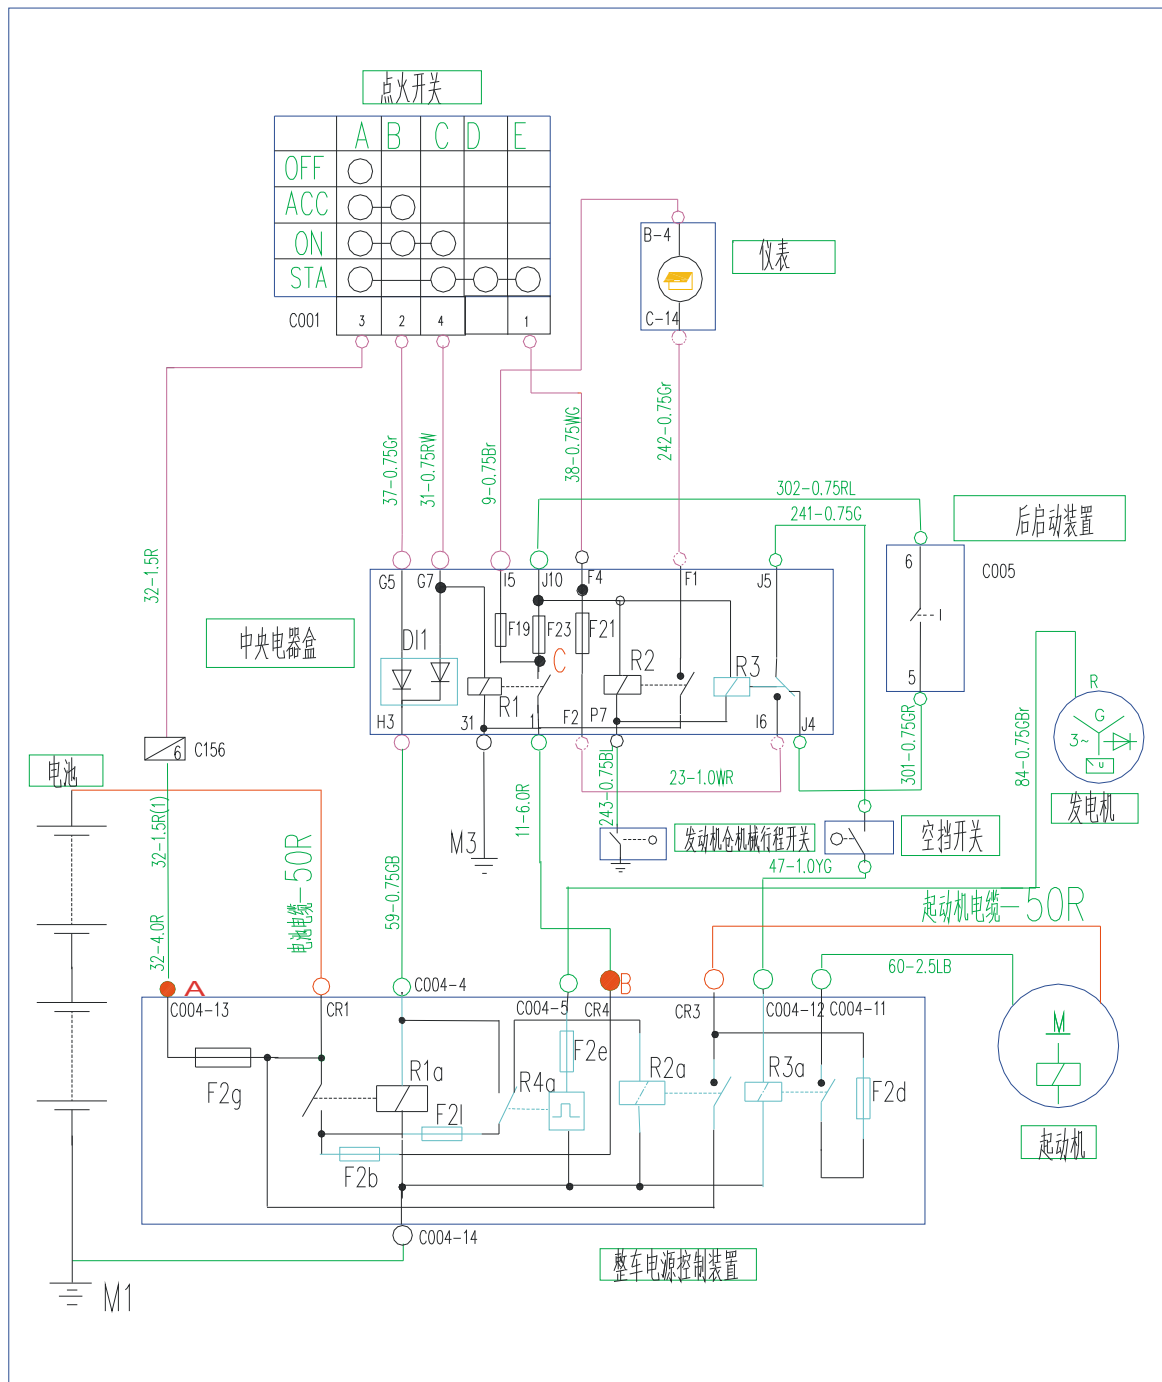 点火开关
A B C D E
OFF
ACC
ON
STA
C001 3 2 4 1
B-4
仪表
C-14
37-0.75Gr
31-0.75RW
9-0.75Br
38-0.75WG
242-0.75Gr
302-0.75RL
241-0.75G
后启动装置
32-1.5R
6
C005
5
G5 G7 I5 J10 F4 F1 J5
中央电器盒
DI1
F19 F23 F21
C
R1
R2
R3
H3 31 1 F2 P7 I6 J4
301-0.75GR
84-0.75GBr
R
G
3~
u
发电机
6 C156
电池
23-1.0WR
243-0.75BL
11-6.0R
M3
发动机仓机械行程开关
空挡开关
47-1.0YG
32-1.5R(1)
32-4.0R
电池电缆-50R
59-0.75GB
起动机电缆-50R
60-2.5LB
A
C004-13
CR1
C004-4
C004-5
CR4
B
CR3
C004-12
C004-11
M
起动机
F2g
R1a
F2l
F2b
R4a
F2e
R2a
R3a
F2d
C004-14
整车电源控制装置
M1